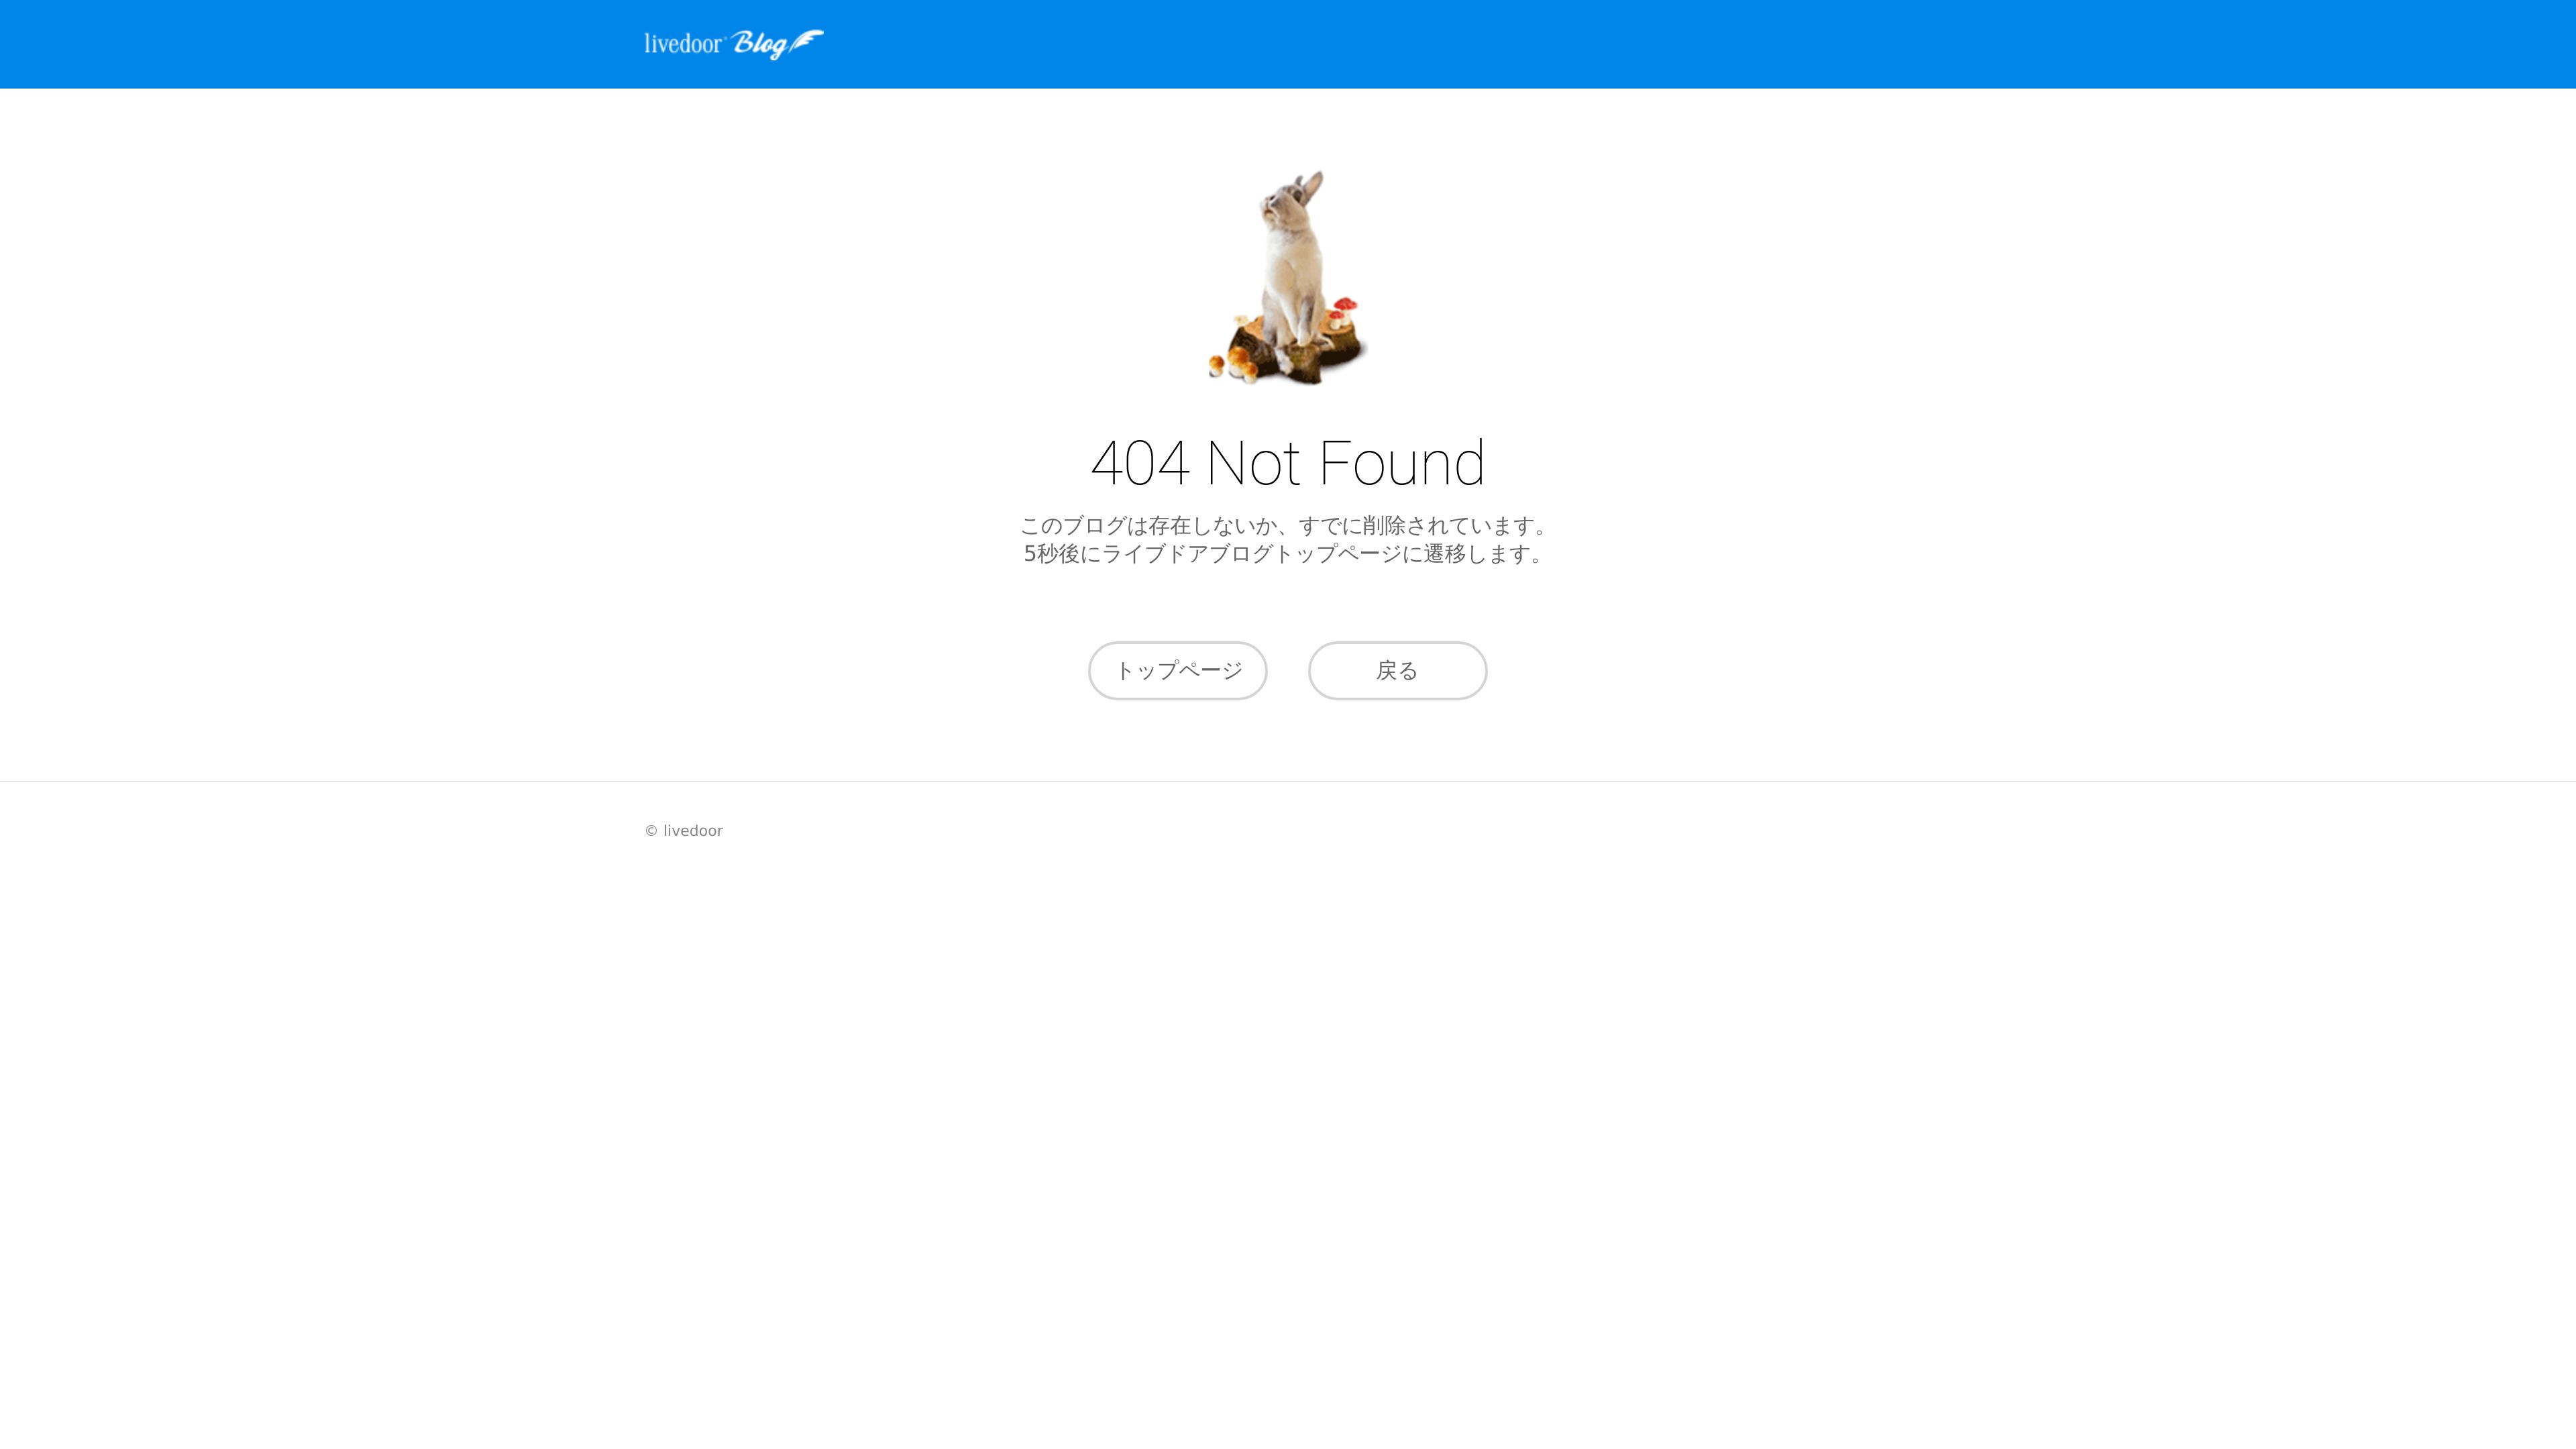 livedoor Blog
404 Not Found
このブログは存在しないか、すでに削除されています。
5秒後にライブドアブログトップページに遷移します。
トップページ
戻る
© livedoor